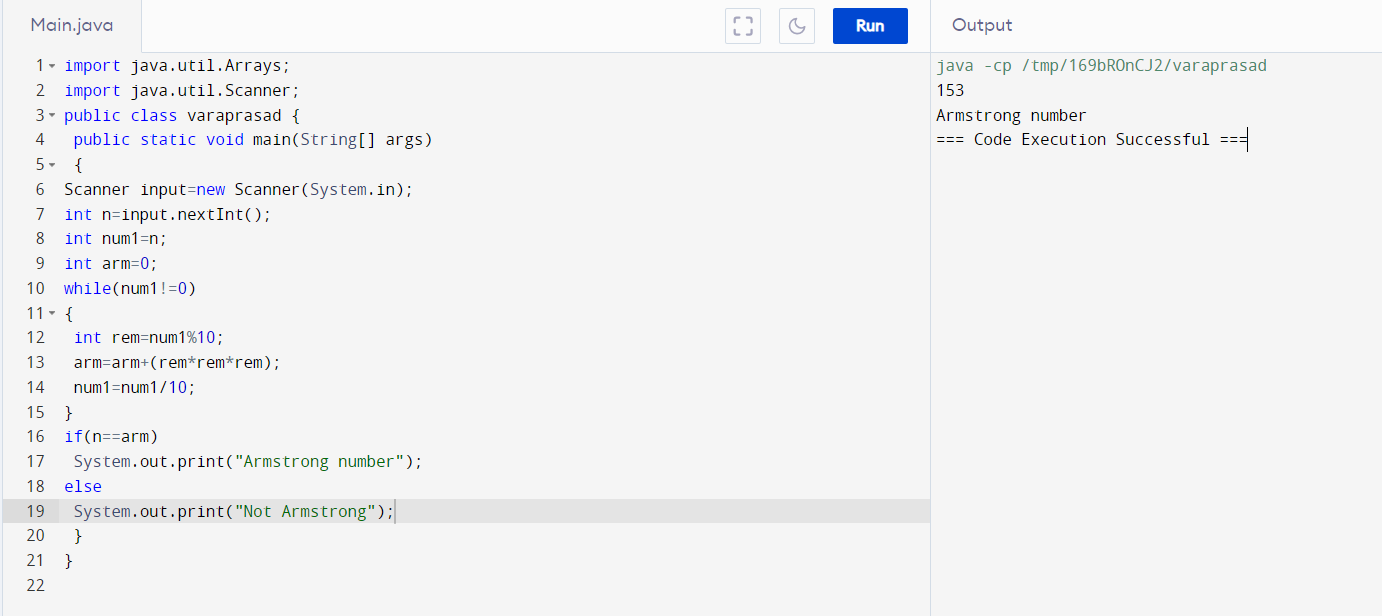 Main.java
Run
Output
1 import java.util.Arrays;
2 import java.util.Scanner;
3 public class varaprasad {
4  public static void main(String[] args)
5  {
6 Scanner input=new Scanner(System.in);
7 int n=input.nextInt();
8 int num1=n;
9 int arm=0;
10 while(num1!=0)
11 {
12  int rem=num1%10;
13  arm=arm+(rem*rem*rem);
14  num1=num1/10;
15 }
16 if(n==arm)
17  System.out.print("Armstrong number");
18 else
19  System.out.print("Not Armstrong");
20  }
21 }
22
java -cp /tmp/169bROnCJ2/varaprasad
153
Armstrong number
=== Code Execution Successful ===